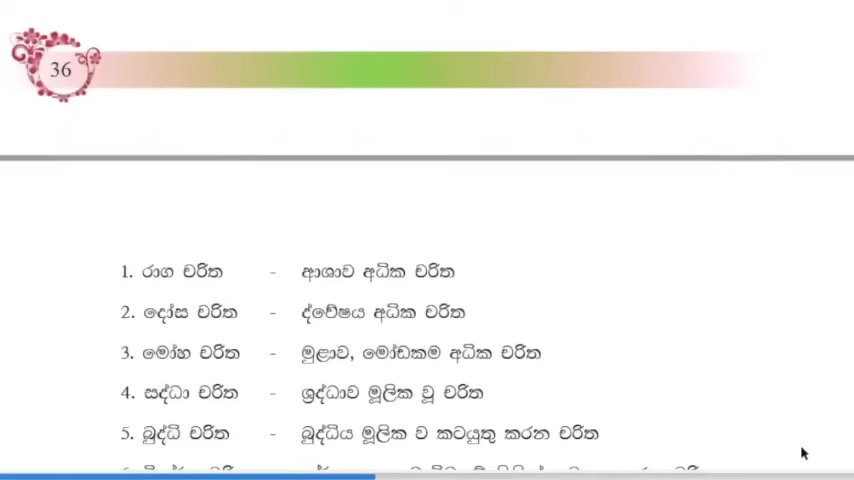 36
1. රාග චරිත - ආශාව අධික චරිත
2. දෝස චරිත - ද්වේෂය අධික චරිත
3. මෝහ චරිත - මුළාව, මෝඩකම අධික චරිත
4. සද්ධා චරිත - ශ්‍රද්ධාව මූලික වූ චරිත
5. බුද්ධි චරිත - බුද්ධිය මූලික ව කටයුතු කරන චරිත